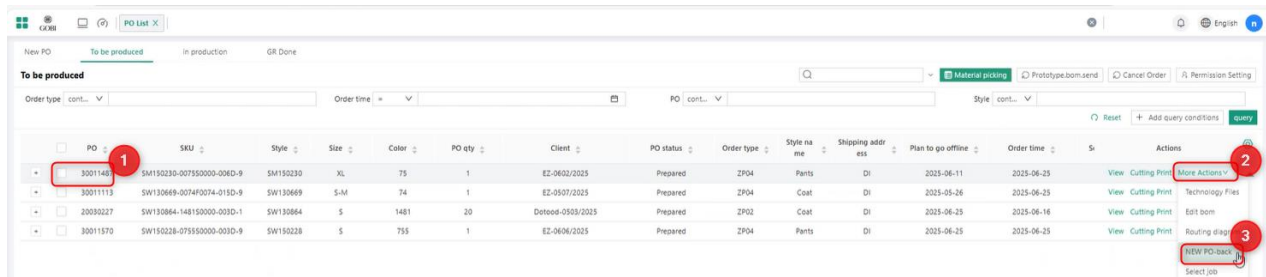 GOBI PO List X English n
New PO To be produced in production GR Done
To be produced Material picking Prototype.bom.send Cancel Order Permission Setting
Order type cont... Order time = PO cont... Style cont...
Reset + Add query conditions query
PO SKU Style Size Color PO qty Client PO status Order type Style na me Shipping addr ess Plan to go offline Order time Actions
1
2
+ 30011487 SM150230-007550000-006D-9 SM150230 XL 75 1 EZ-0602/2025 Prepared ZP04 Pants DI 2025-06-11 2025-06-25 View Cutting Print More Actions
+ 30011113 SW130669-0074F0074-015D-9 SW130669 S-M 74 1 EZ-0507/2025 Prepared ZP04 Coat DI 2025-05-26 2025-06-25 View Cutting Print Technology Files
+ 20030227 SW130864-148150000-003D-1 SW130864 S 1481 20 Dotood-0503/2025 Prepared ZP02 Coat DI 2025-06-25 2025-06-16 View Cutting Print Edit bom
+ 30011570 SW150228-075550000-003D-9 SW150228 S 755 1 EZ-0606/2025 Prepared ZP04 Pants DI 2025-06-25 2025-06-25 View Cutting Print Routing diagra
3
NEW PO-back
Select job